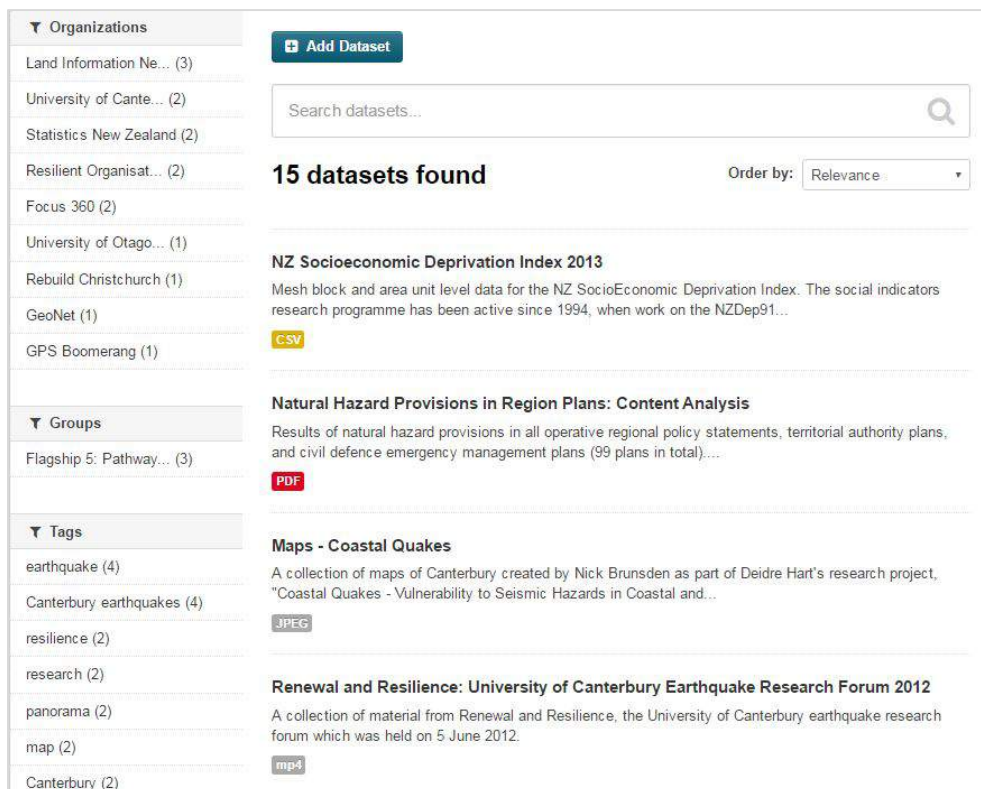 Organizations
Land Information Ne... (3)
University of Cante... (2)
Statistics New Zealand (2)
Resilient Organisat... (2)
Focus 360 (2)
University of Otago... (1)
Rebuild Christchurch (1)
GeoNet (1)
GPS Boomerang (1)
Groups
Flagship 5: Pathway... (3)
Tags
earthquake (4)
Canterbury earthquakes (4)
resilience (2)
research (2)
panorama (2)
map (2)
Canterbury (2)
Add Dataset
Search datasets...
15 datasets found
Order by: Relevance
NZ Socioeconomic Deprivation Index 2013
Mesh block and area unit level data for the NZ SocioEconomic Deprivation Index. The social indicators
research programme has been active since 1994, when work on the NZDep91...
CSV
Natural Hazard Provisions in Region Plans: Content Analysis
Results of natural hazard provisions in all operative regional policy statements, territorial authority plans,
and civil defence emergency management plans (99 plans in total)....
PDF
Maps - Coastal Quakes
A collection of maps of Canterbury created by Nick Brunsden as part of Deidre Hart's research project,
"Coastal Quakes - Vulnerability to Seismic Hazards in Coastal and...
JPEG
Renewal and Resilience: University of Canterbury Earthquake Research Forum 2012
A collection of material from Renewal and Resilience, the University of Canterbury earthquake research
forum which was held on 5 June 2012.
mp4